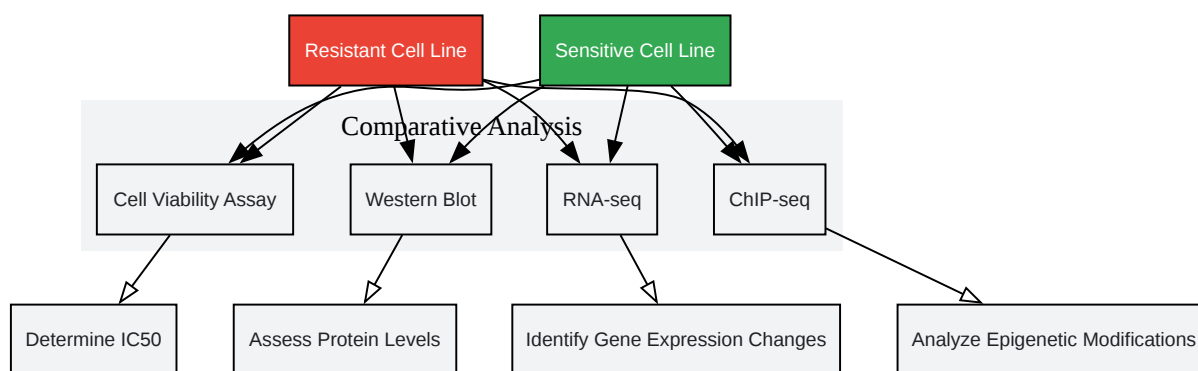 Resistant Cell Line
Sensitive Cell Line
Comparative Analysis
Cell Viability Assay
Western Blot
RNA-seq
ChIP-seq
Determine IC50
Assess Protein Levels
Identify Gene Expression Changes
Analyze Epigenetic Modifications